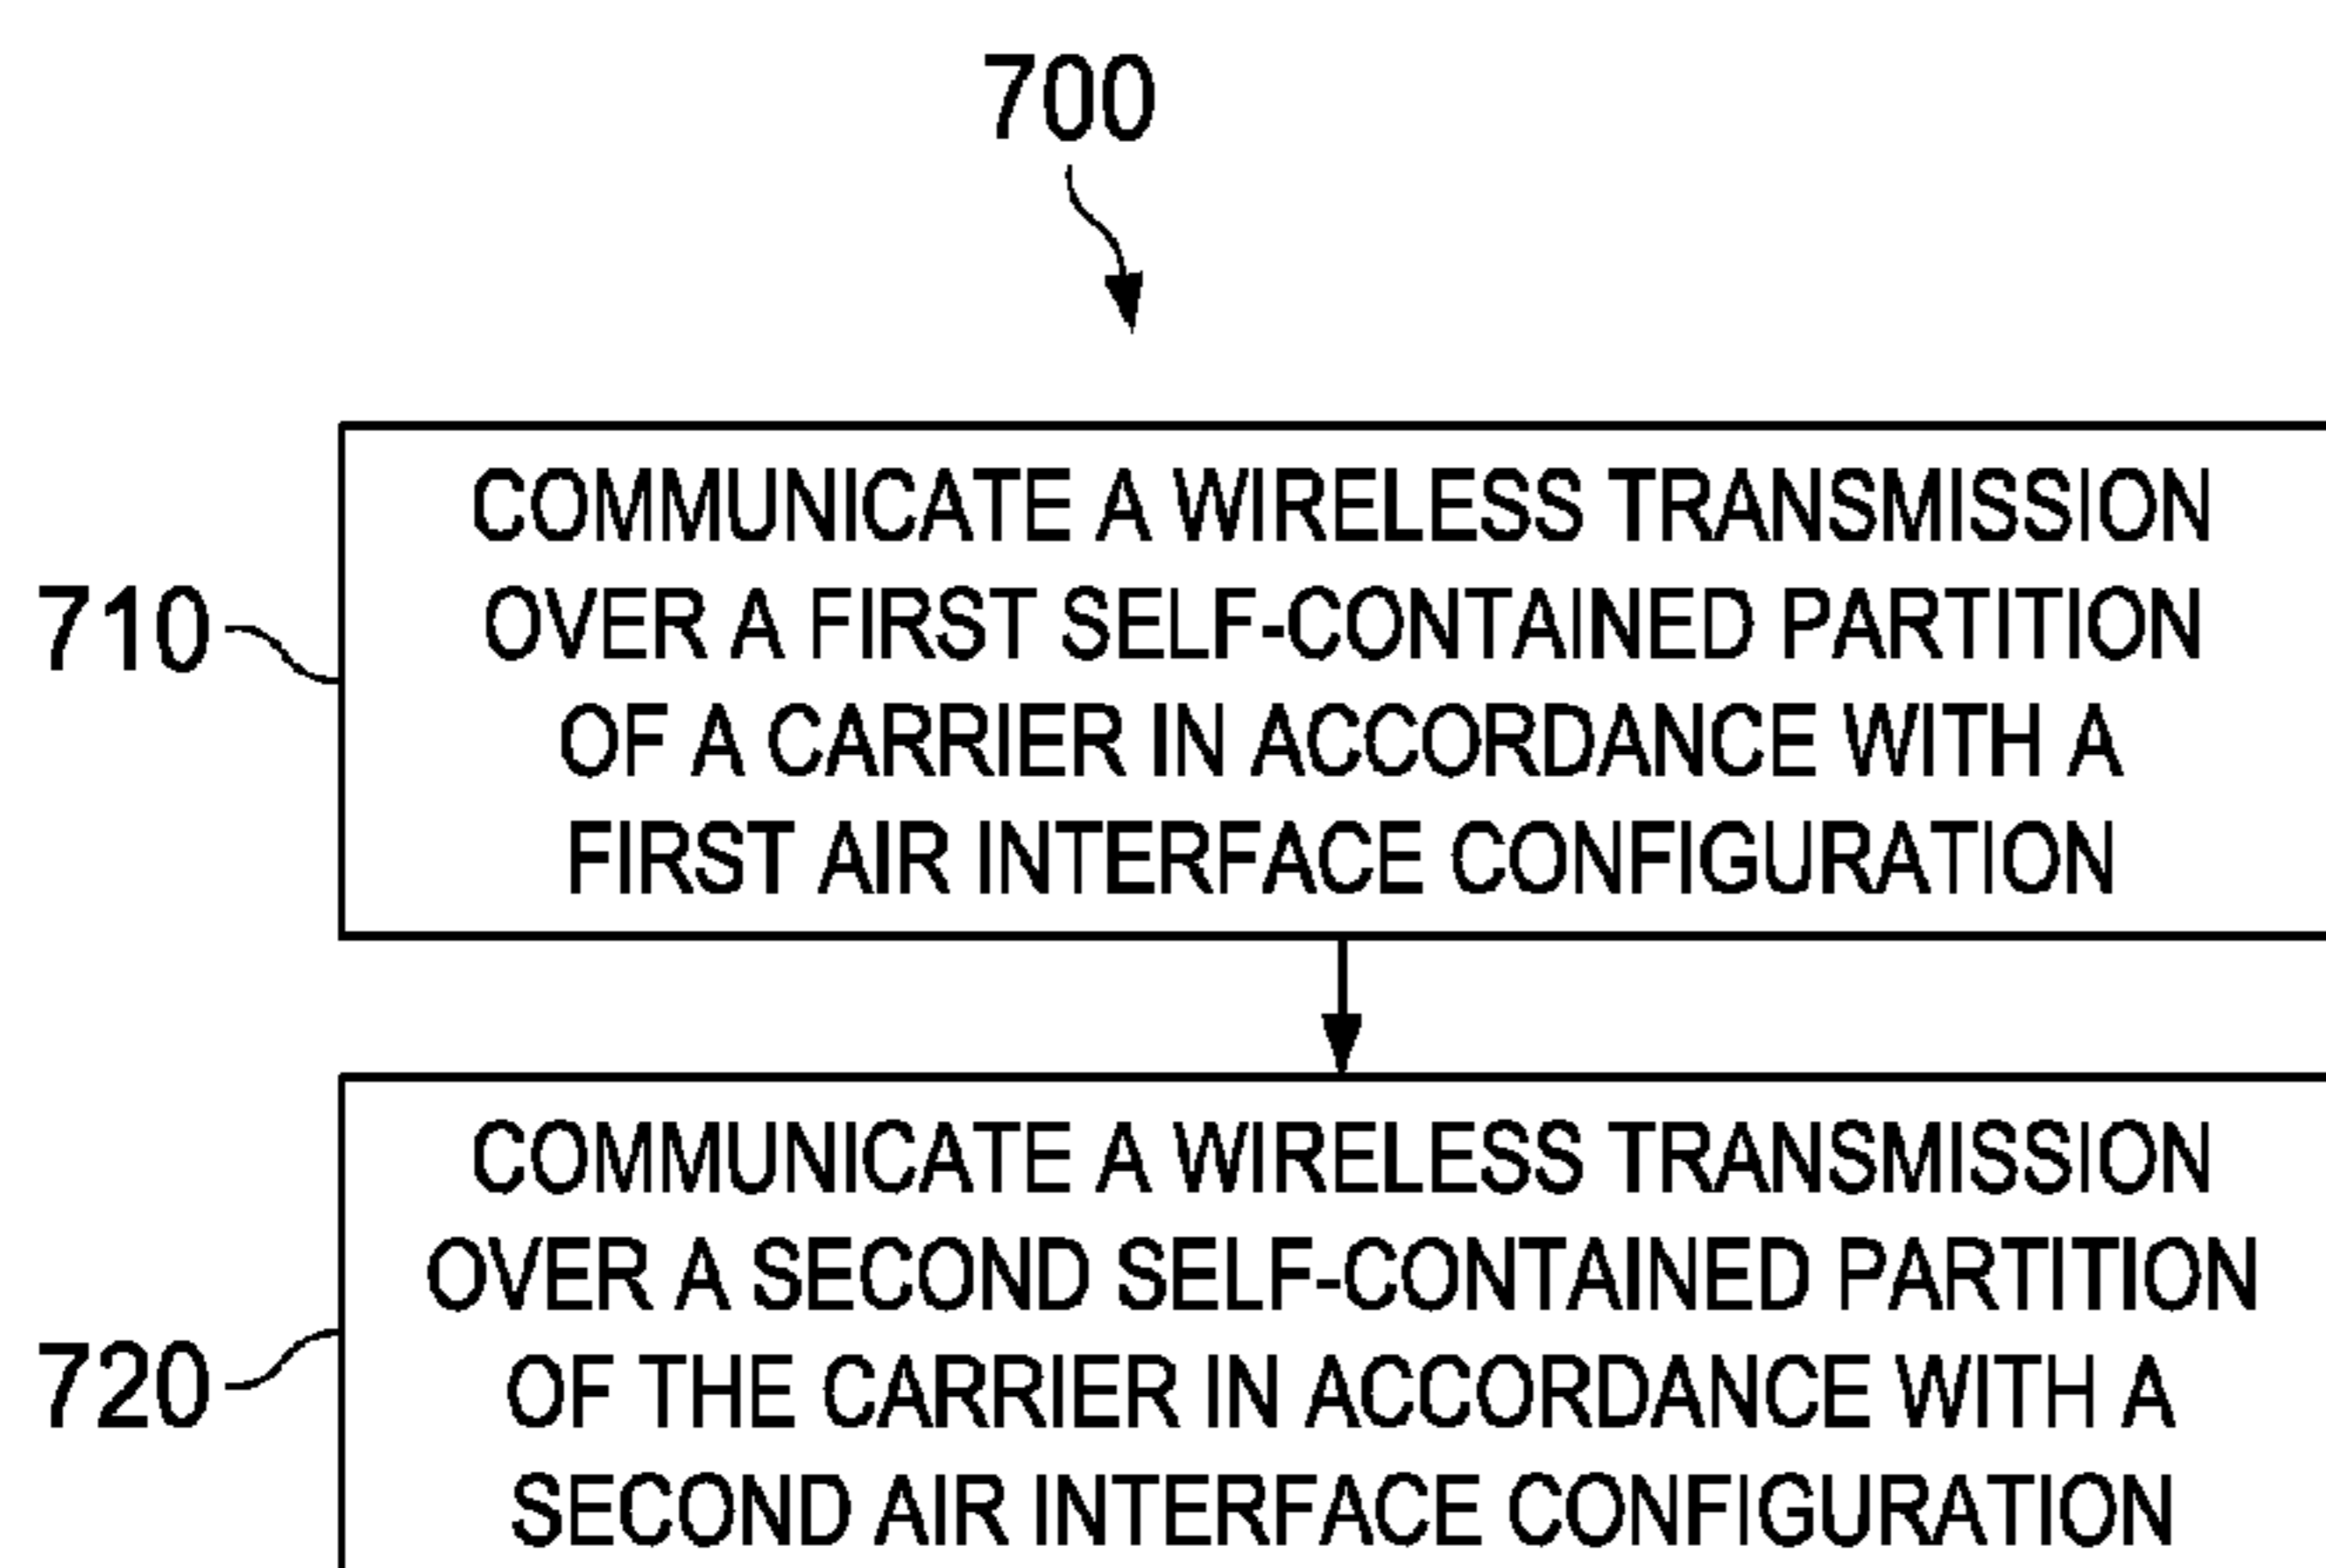 700
710
COMMUNICATE A WIRELESS TRANSMISSION
OVER A FIRST SELF-CONTAINED PARTITION
OF A CARRIER IN ACCORDANCE WITH A
FIRST AIR INTERFACE CONFIGURATION
720
COMMUNICATE A WIRELESS TRANSMISSION
OVER A SECOND SELF-CONTAINED PARTITION
OF THE CARRIER IN ACCORDANCE WITH A
SECOND AIR INTERFACE CONFIGURATION